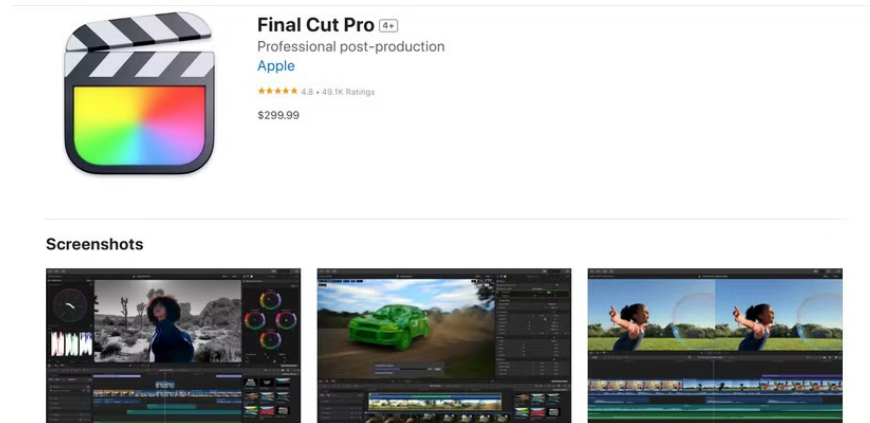 Final Cut Pro 4+
Professional post-production
Apple
4.8 • 49.1K Ratings
$299.99
Screenshots